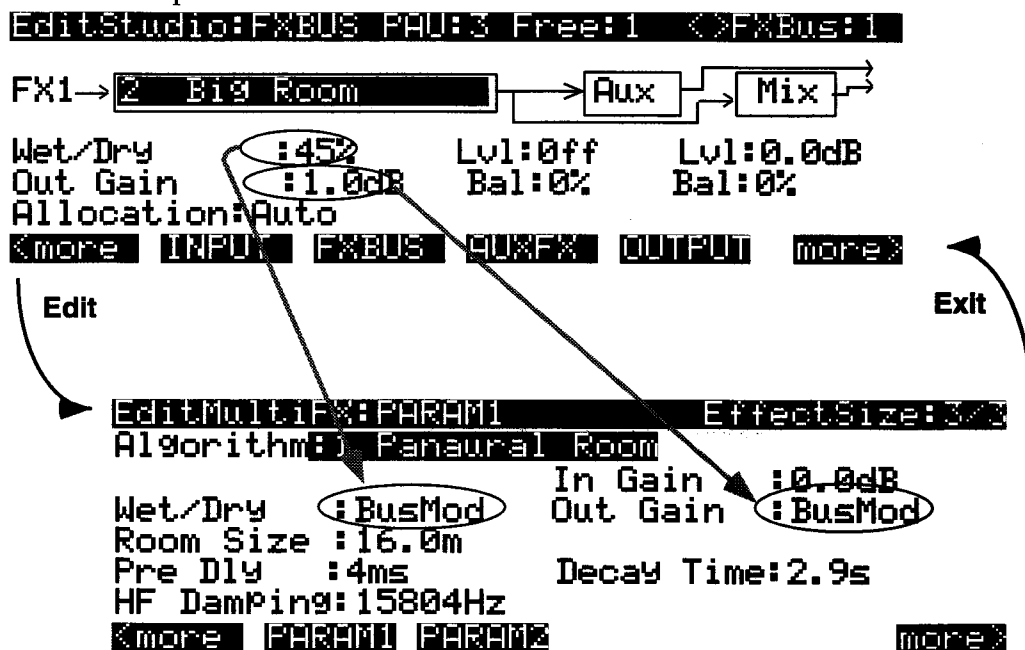 EditStudio:FXBUS PAU:3 Free:1 <>FXBus:1
FX1→ 2 Big Room Aux Mix
Wet/Dry :45% Lvl:Off Lvl:0.0dB
Out Gain :1.0dB Bal:0% Bal:0%
Allocation:Auto
<more INPUT FXBUS AUXFX OUTPUT more>
Edit Exit
EditMultiFX:PARAM1 EffectSize:3/3
Algorithm: Panaural Room
In Gain :0.0dB
Wet/Dry :BusMod Out Gain :BusMod
Room Size :16.0m
Pre Dly :4ms Decay Time:2.9s
HF Damping:15804Hz
<more PARAM1 PARAM2 more>